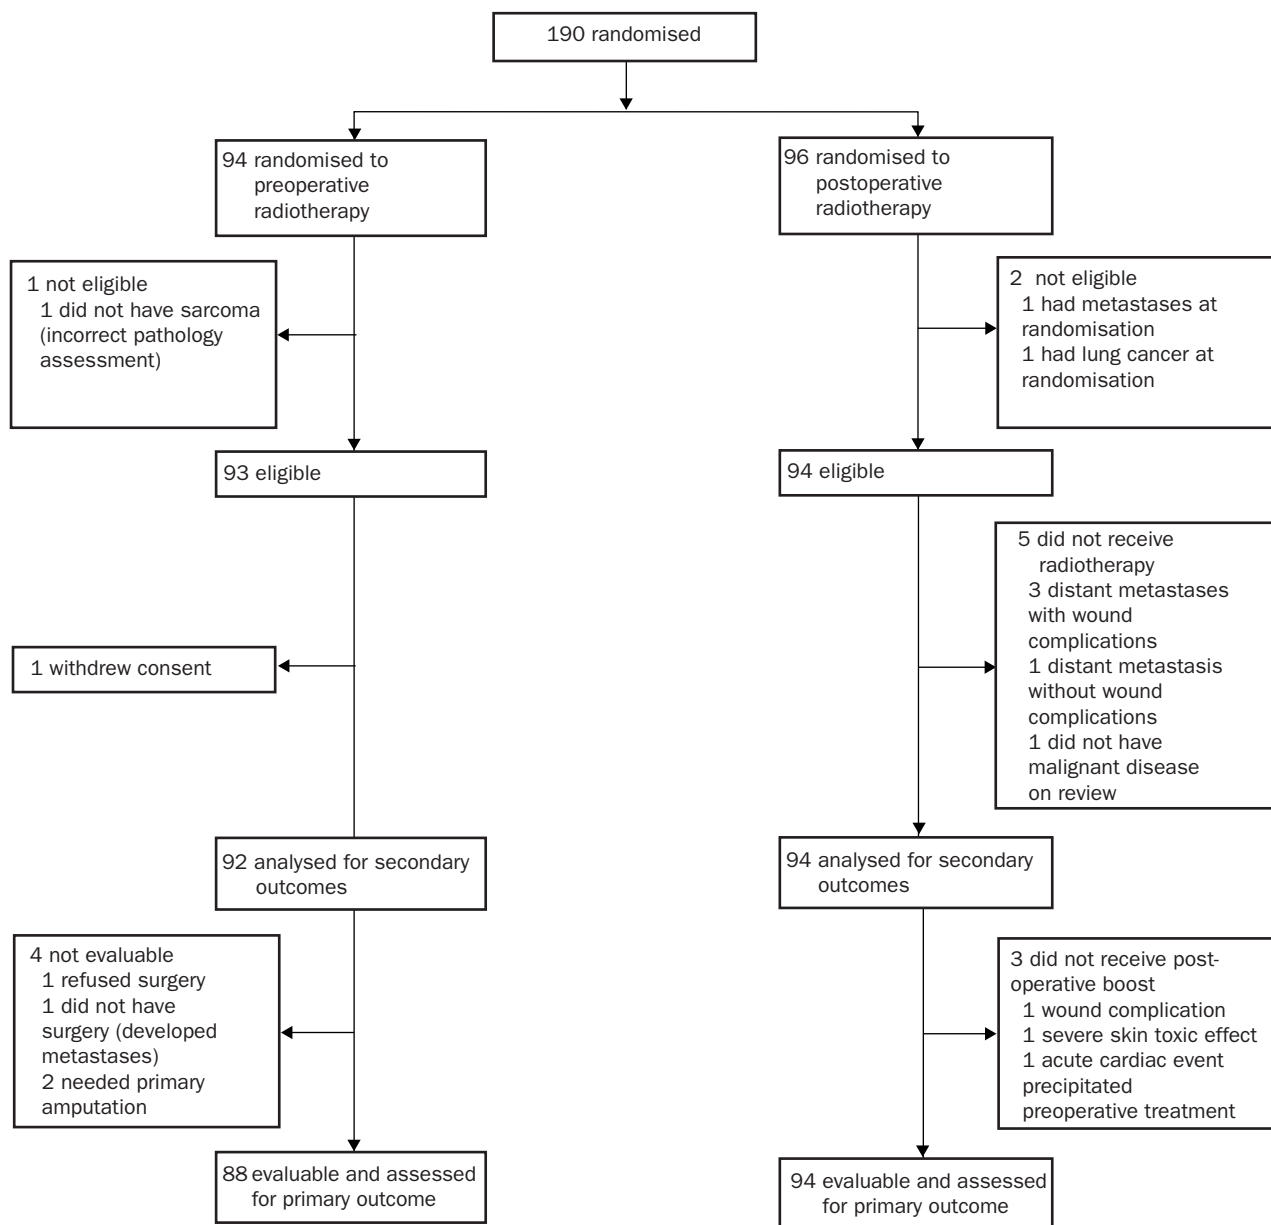 190 randomised
94 randomised to
preoperative
radiotherapy
96 randomised to
postoperative
radiotherapy
1 not eligible
1 did not have sarcoma
(incorrect pathology
assessment)
2 not eligible
1 had metastases at
randomisation
1 had lung cancer at
randomisation
93 eligible
94 eligible
1 withdrew consent
5 did not receive
radiotherapy
3 distant metastases
with wound
complications
1 distant metastasis
without wound
complications
1 did not have
malignant disease
on review
92 analysed for secondary
outcomes
94 analysed for secondary
outcomes
4 not evaluable
1 refused surgery
1 did not have
surgery (developed
metastases)
2 needed primary
amputation
3 did not receive post-
operative boost
1 wound complication
1 severe skin toxic effect
1 acute cardiac event
precipitated
preoperative treatment
88 evaluable and assessed
for primary outcome
94 evaluable and assessed
for primary outcome